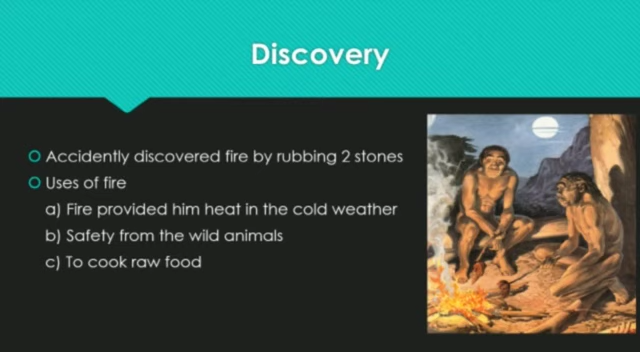 Discovery
Accidently discovered fire by rubbing 2 stones
Uses of fire
a) Fire provided him heat in the cold weather
b) Safety from the wild animals
c) To cook raw food